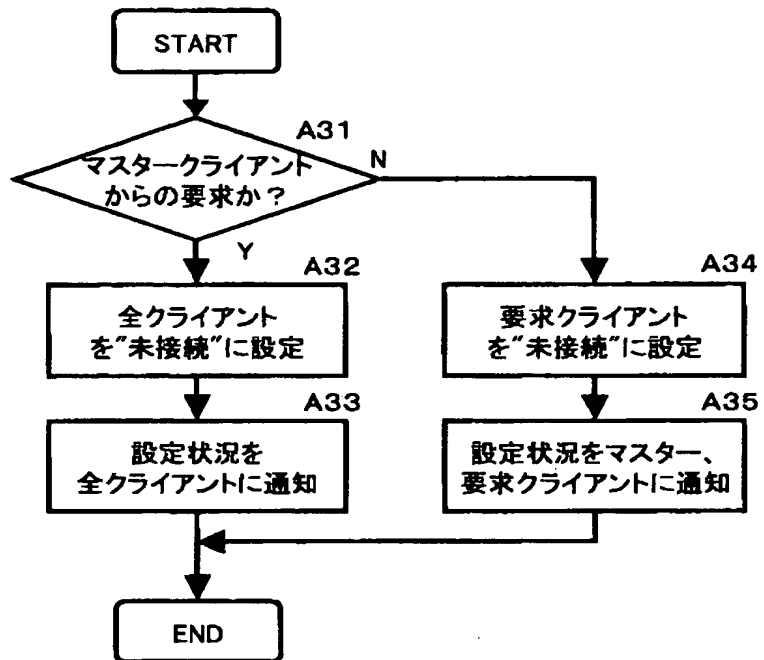 START
A31
マスタークライアント
からの要求か？
N
Y
A32
全クライアント
を"未接続"に設定
A33
設定状況を
全クライアントに通知
A34
要求クライアント
を"未接続"に設定
A35
設定状況をマスター、
要求クライアントに通知
END